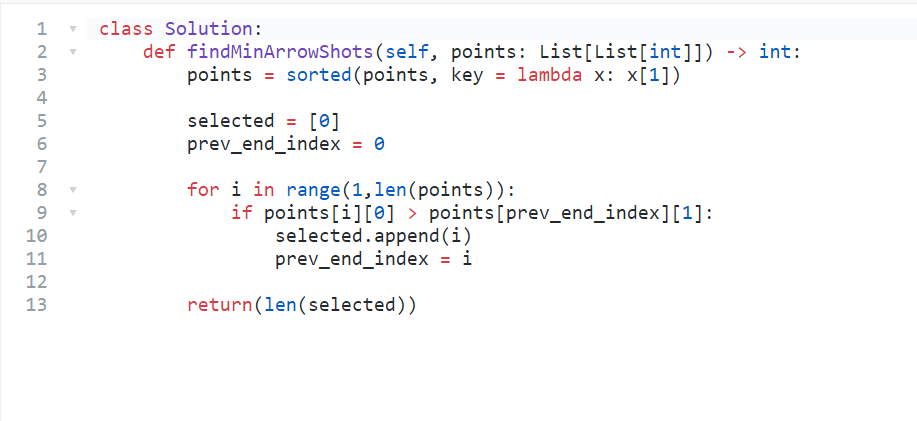 1 class Solution:
2 def findMinArrowShots(self, points: List[List[int]]) -> int:
3 points = sorted(points, key = lambda x: x[1])
4
5 selected = [0]
6 prev_end_index = 0
7
8 for i in range(1,len(points)):
9 if points[i][0] > points[prev_end_index][1]:
10 selected.append(i)
11 prev_end_index = i
12
13 return(len(selected))